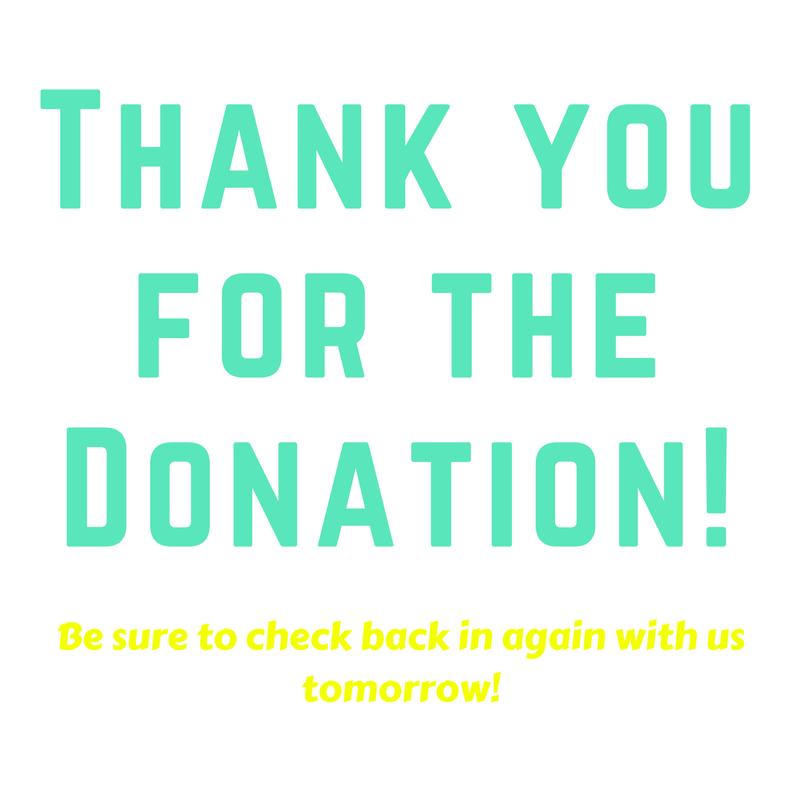 Thank you
for the
Donation!
Be sure to check back in again with us
tomorrow!